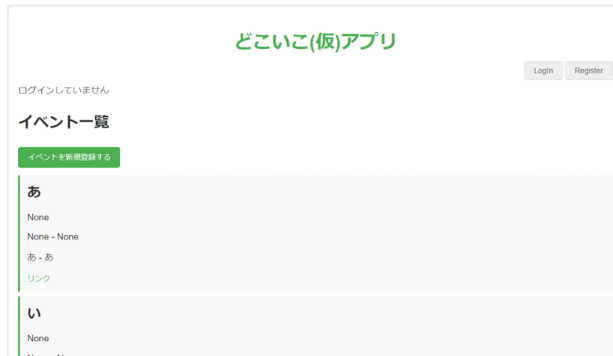 どこいこ(仮)アプリ
Login Register
ログインしていません
イベント一覧
イベントを新規登録する
あ
None
None - None
あ - あ
リンク
い
None